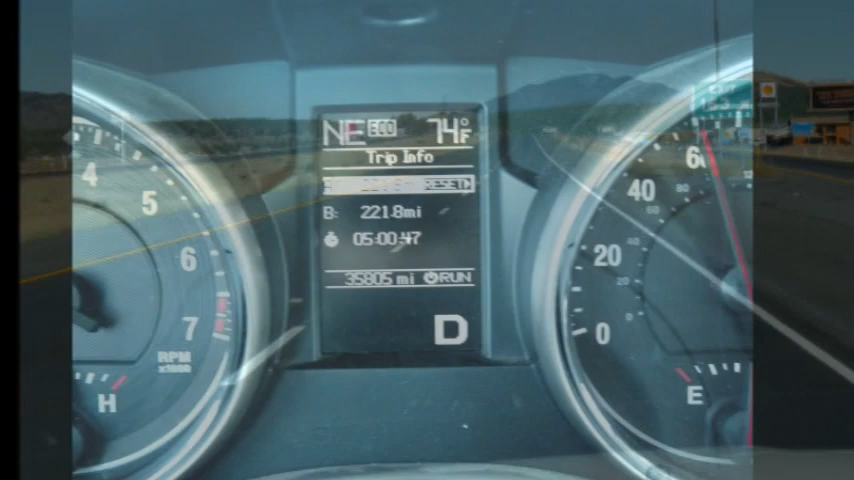 NE ECO 74°F
Trip Info
RESET
B: 221.8mi
05:00:47
35805 mi RUN
D
4
5
6
7
RPM
x1000
H
60
40
20
0
80
60
40
20
0
E